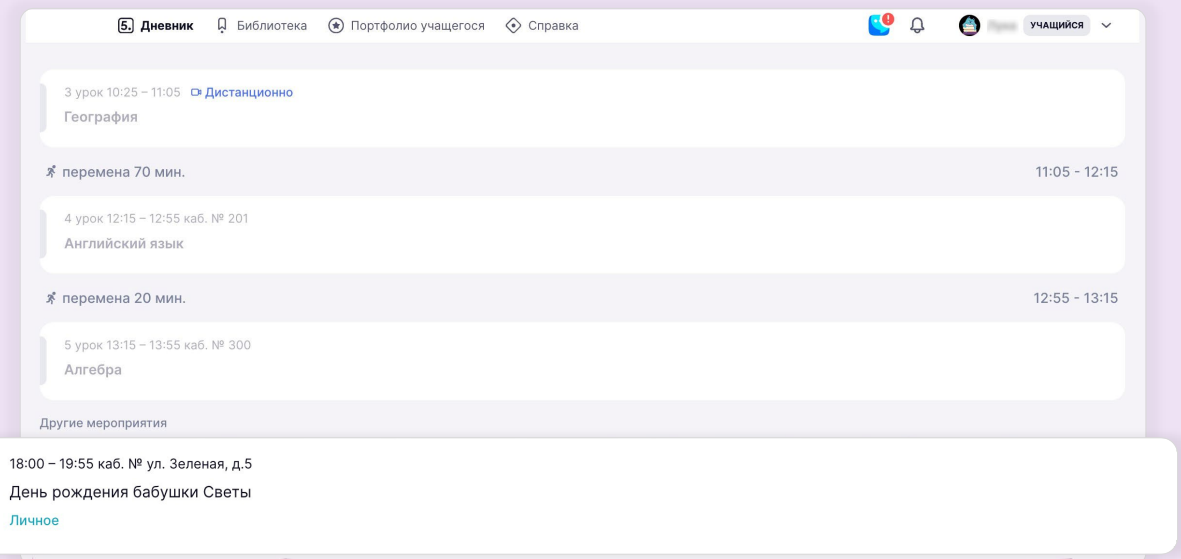 5. Дневник Библиотека Портфолио учащегося Справка ! УЧАЩИЙСЯ
3 урок 10:25 – 11:05 Дистанционно
География
перемена 70 мин. 11:05 - 12:15
4 урок 12:15 – 12:55 каб. № 201
Английский язык
перемена 20 мин. 12:55 - 13:15
5 урок 13:15 – 13:55 каб. № 300
Алгебра
Другие мероприятия
18:00 – 19:55 каб. № ул. Зеленая, д.5
День рождения бабушки Светы
Личное